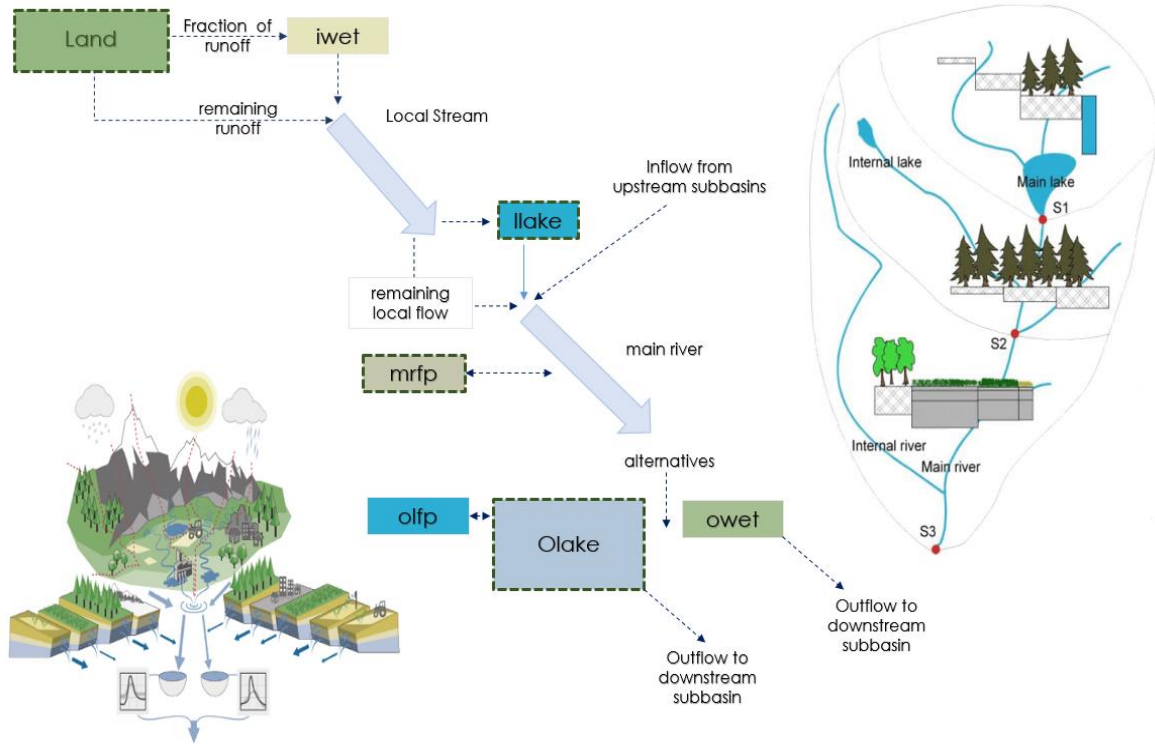 Land
Fraction of
runoff
iwet
remaining
runoff
Local Stream
Inflow from
upstream subbasins
llake
remaining
local flow
main river
mrfp
alternatives
olfp
Olake
owet
Outflow to
downstream
subbasin
Outflow to
downstream
subbasin
Internal lake
Main lake
S1
S2
Internal river
Main river
S3